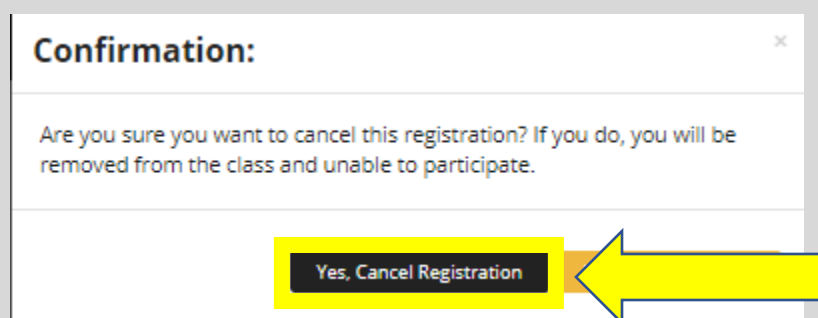 Confirmation:
×
Are you sure you want to cancel this registration? If you do, you will be
removed from the class and unable to participate.
Yes, Cancel Registration